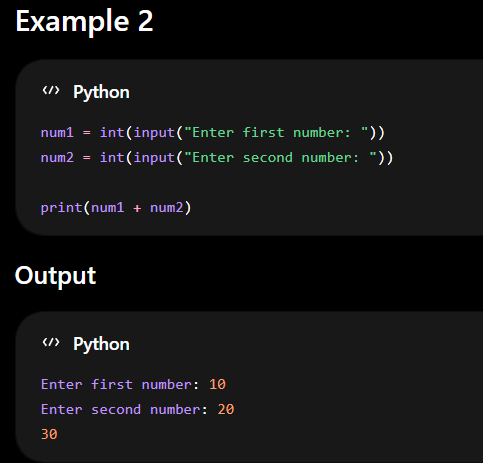 Example 2
Python
num1 = int(input("Enter first number: "))
num2 = int(input("Enter second number: "))
print(num1 + num2)
Output
Python
Enter first number: 10
Enter second number: 20
30